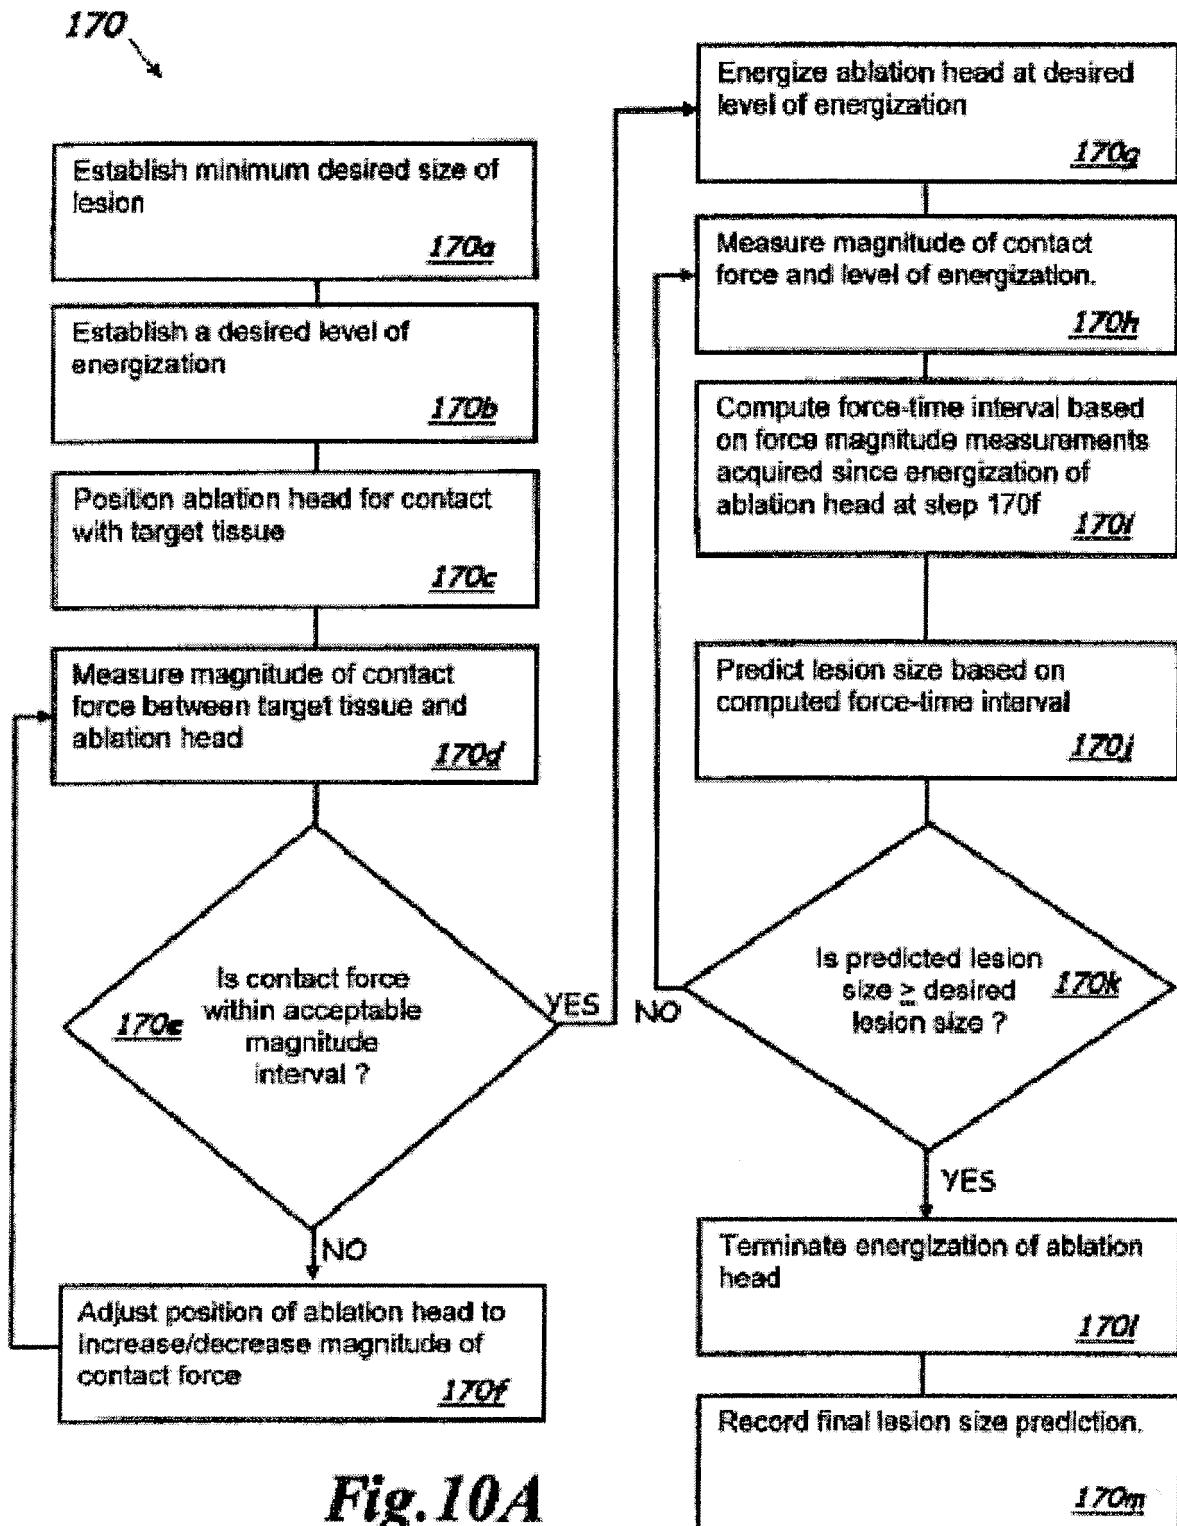 170
Establish minimum desired size of
lesion
170a
Establish a desired level of
energization
170b
Position ablation head for contact
with target tissue
170c
Measure magnitude of contact
force between target tissue and
ablation head
170d
Is contact force
within acceptable
magnitude
interval ?
170e
YES
NO
Adjust position of ablation head to
increase/decrease magnitude of
contact force
170f
Energize ablation head at desired
level of energization
170g
Measure magnitude of contact
force and level of energization.
170h
Compute force-time interval based
on force magnitude measurements
acquired since energization of
ablation head at step 170f
170i
Predict lesion size based on
computed force-time interval
170j
Is predicted lesion
size ≥ desired
lesion size ?
170k
NO
YES
Terminate energization of ablation
head
170l
Record final lesion size prediction.
170m
Fig.10A